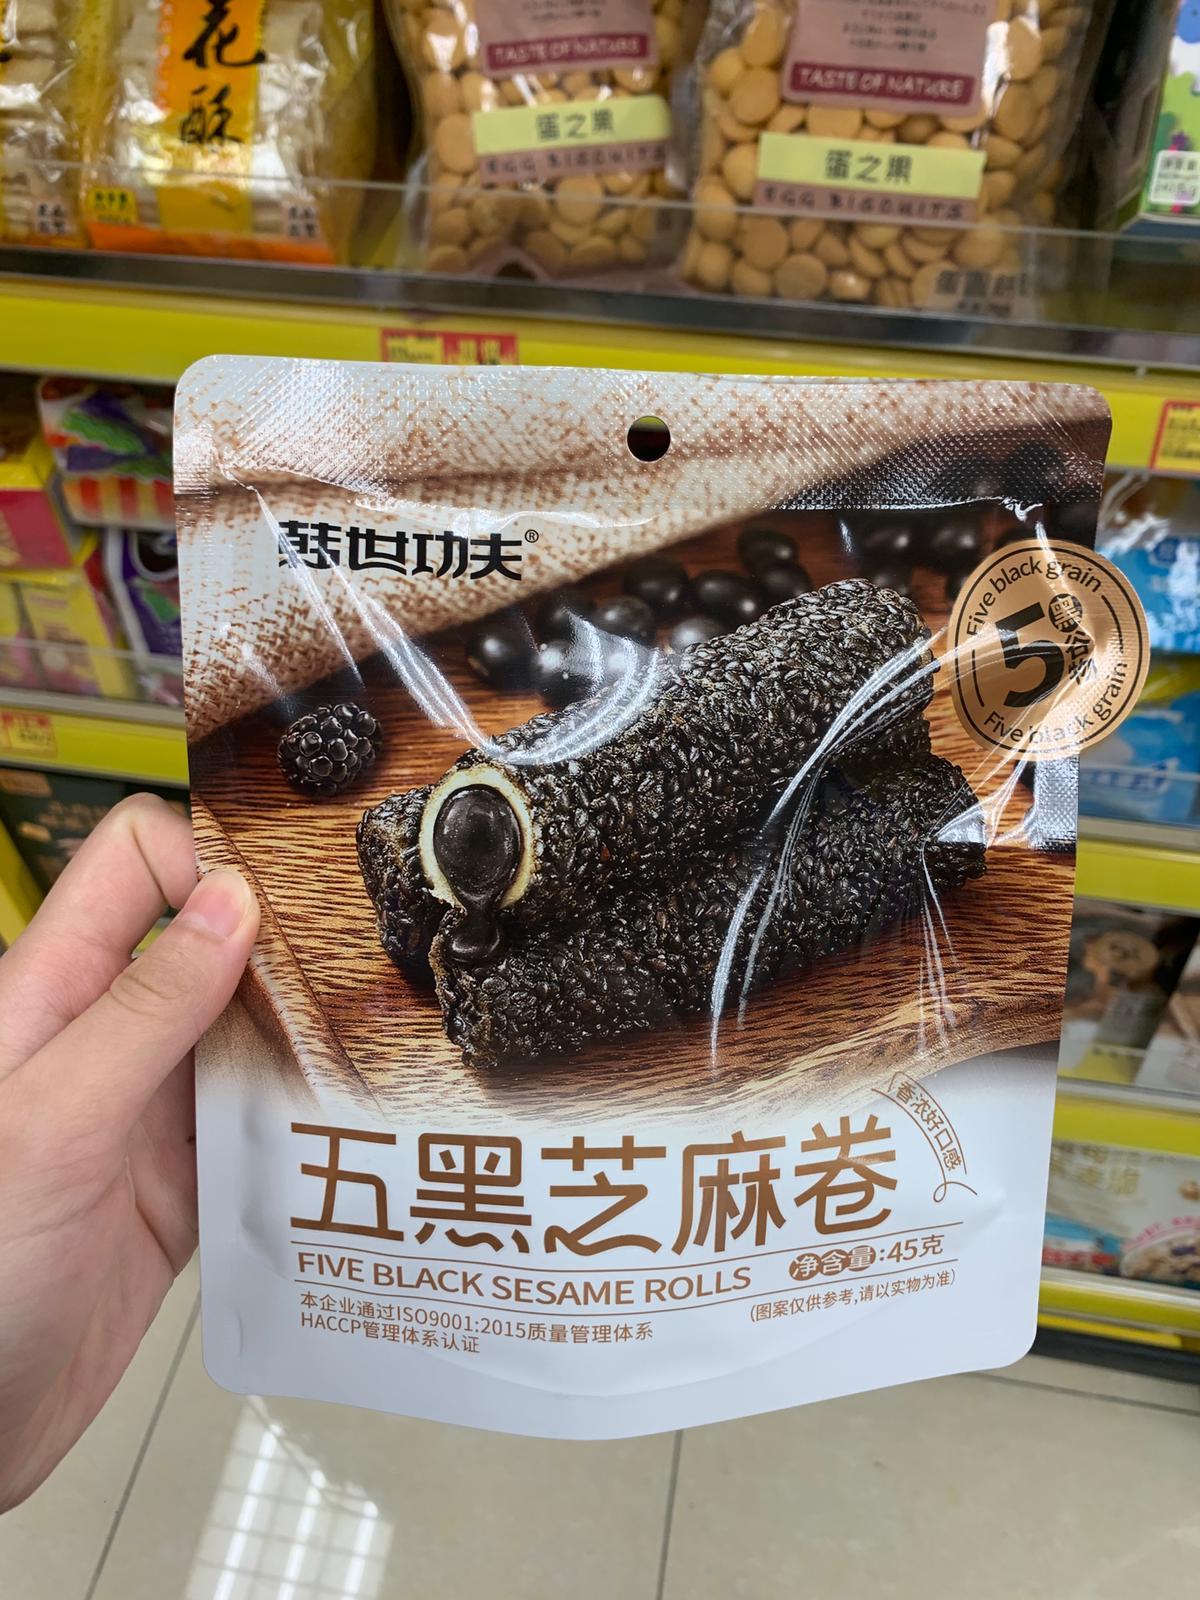 花
酥
TASTE OF NATURE
蛋之果
EGG BISCUITS
TASTE OF NATURE
蛋之果
EGG BISCUITS
韩世功夫®
Five black grain
5
Five black grain
香浓好口感
五黑芝麻卷
FIVE BLACK SESAME ROLLS
净含量:45克
本企业通过ISO9001:2015质量管理体系
HACCP管理体系认证
(图案仅供参考,请以实物为准)